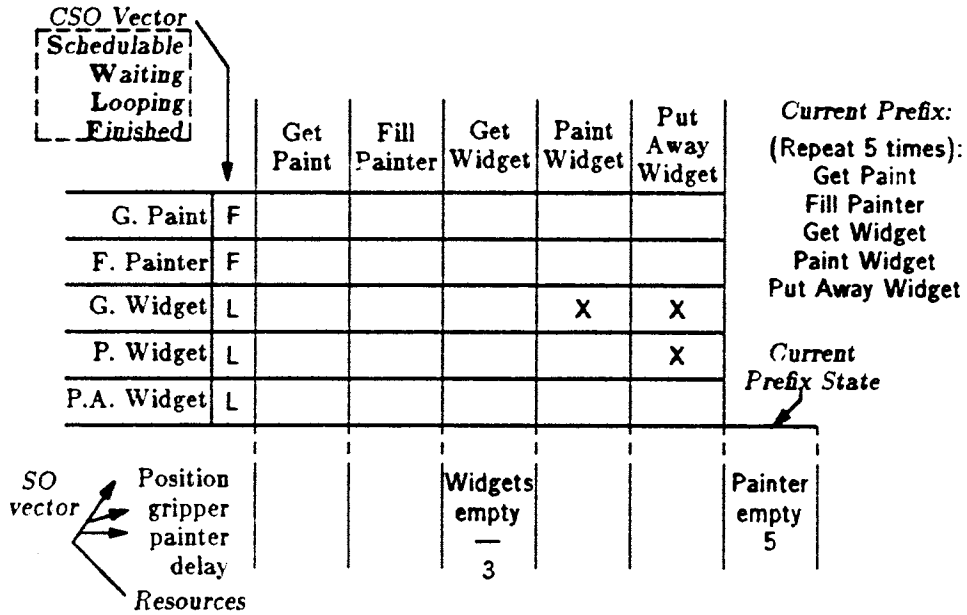 CSO Vector
Schedulable
Waiting
Looping
Finished
Get Paint
Fill Painter
Get Widget
Paint Widget
Put Away Widget
G. Paint F
F. Painter F
G. Widget L X X
P. Widget L X
P.A. Widget L
Current Prefix:
(Repeat 5 times):
Get Paint
Fill Painter
Get Widget
Paint Widget
Put Away Widget
Current
Prefix State
SO
vector
Position
gripper
painter
delay
Resources
Widgets
empty
—
3
Painter
empty
5